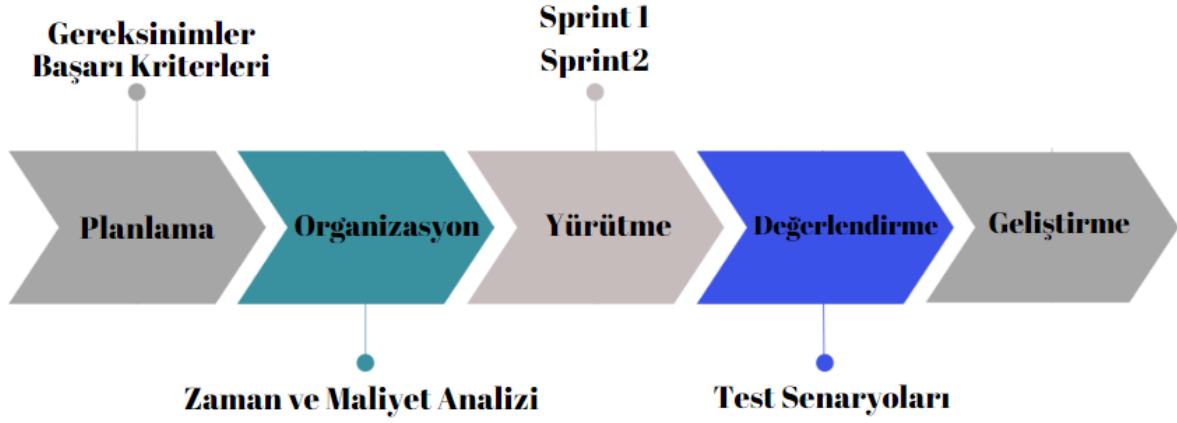 Gereksinimler
Başarı Kriterleri
Sprint 1
Sprint2
Planlama
Organizasyon
Yürütme
Değerlendirme
Geliştirme
Zaman ve Maliyet Analizi
Test Senaryoları